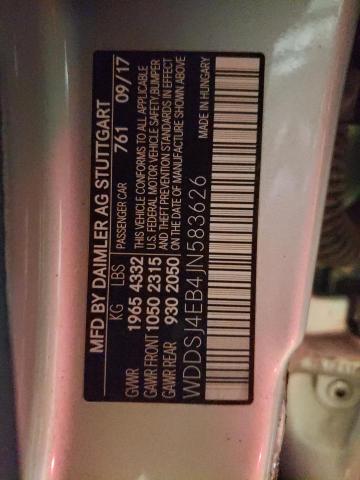 MFD BY DAIMLER AG STUTTGART
KG LBS PASSENGER CAR 761 09/17
GVWR 1965 4332 THIS VEHICLE CONFORMS TO ALL APPLICABLE
GAWR FRONT 1050 2315 U.S. FEDERAL MOTOR VEHICLE SAFETY, BUMPER
GAWR REAR 930 2050 AND THEFT PREVENTION STANDARDS IN EFFECT
ON THE DATE OF MANUFACTURE SHOWN ABOVE
WDDSJ4EB4JN583626 MADE IN HUNGARY